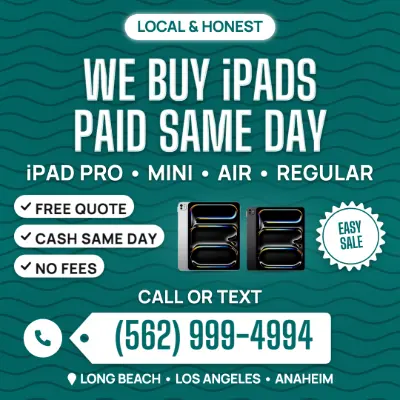 LOCAL & HONEST
WE BUY iPADS
PAID SAME DAY
iPAD PRO • MINI • AIR • REGULAR
FREE QUOTE
CASH SAME DAY
NO FEES
EASY
SALE
CALL OR TEXT
(562) 999-4994
LONG BEACH • LOS ANGELES • ANAHEIM